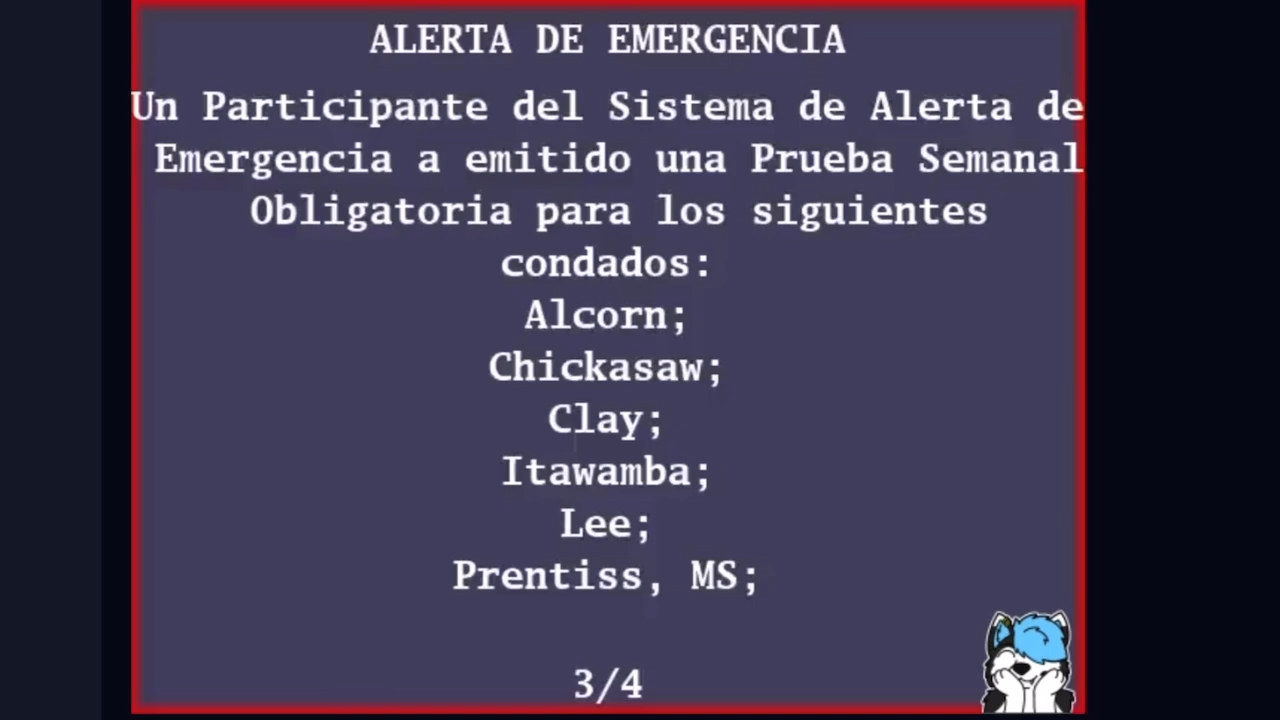 ALERTA DE EMERGENCIA
Un Participante del Sistema de Alerta de
Emergencia a emitido una Prueba Semanal
Obligatoria para los siguientes
condados:
Alcorn;
Chickasaw;
Clay;
Itawamba;
Lee;
Prentiss, MS;
3/4